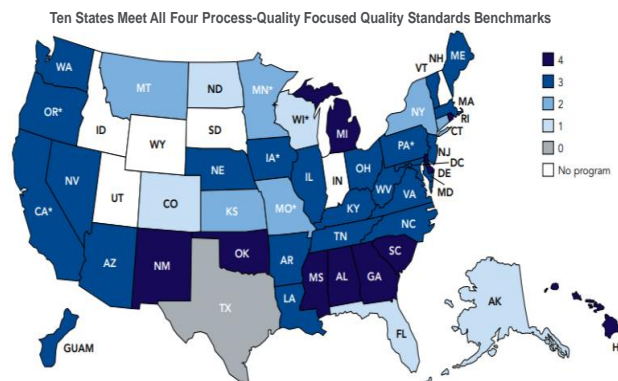 Ten States Meet All Four Process-Quality Focused Quality Standards Benchmarks
WA
OR*
CA*
NV
ID
MT
WY
UT
AZ
CO
NM
ND
SD
NE
KS
OK
TX
MN*
IA*
MO*
AR
LA
WI*
IL
IN
MI
OH
KY
TN
MS
AL
GA
FL
SC
NC
VA
WV
PA*
NY
VT
NH
ME
MA
RI
CT
NJ
DC
DE
MD
AK
H
GUAM
4
3
2
1
0
No program